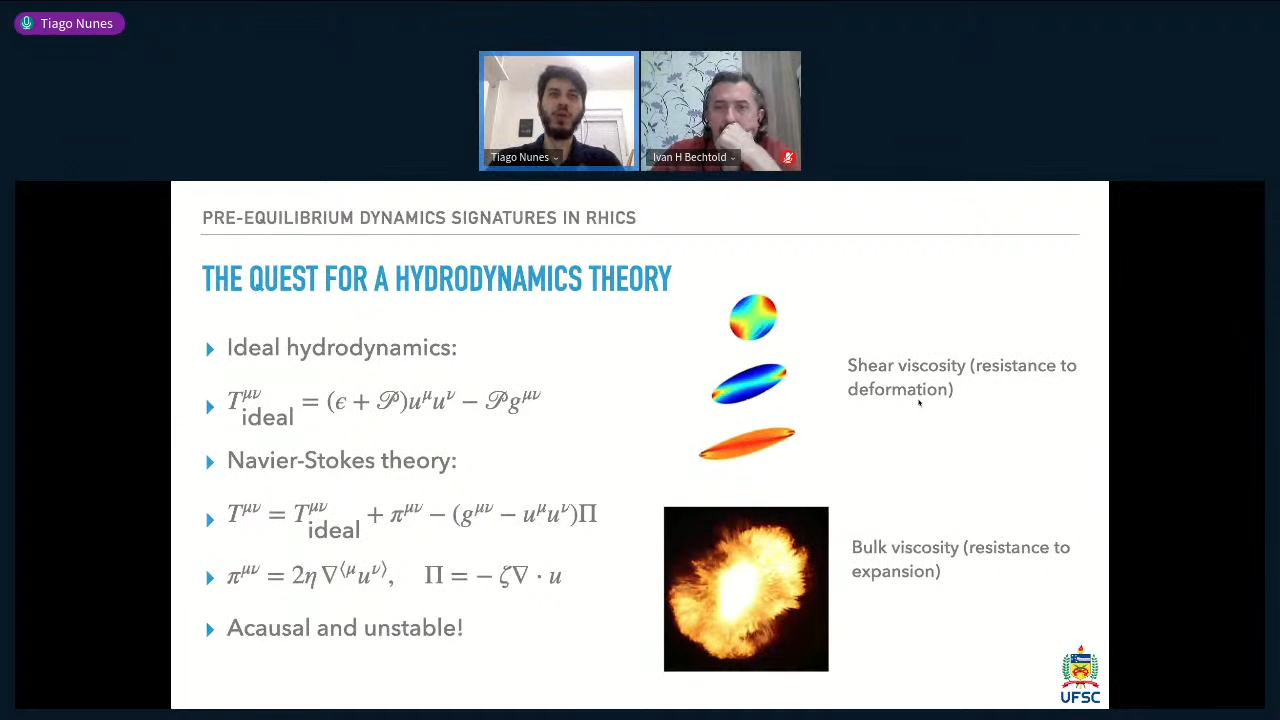 Tiago Nunes
Tiago Nunes
Ivan H Bechtold
PRE-EQUILIBRIUM DYNAMICS SIGNATURES IN RHICS
THE QUEST FOR A HYDRODYNAMICS THEORY
Ideal hydrodynamics:
T^{μν}_{ideal} = (ϵ + 𝒫)u^μu^ν − 𝒫g^{μν}
Navier-Stokes theory:
T^{μν} = T^{μν}_{ideal} + π^{μν} − (g^{μν} − u^μu^ν)Π
π^{μν} = 2η ∇^{⟨μ}u^{ν⟩}, Π = − ζ∇ · u
Acausal and unstable!
Shear viscosity (resistance to
deformation)
Bulk viscosity (resistance to
expansion)
UFSC